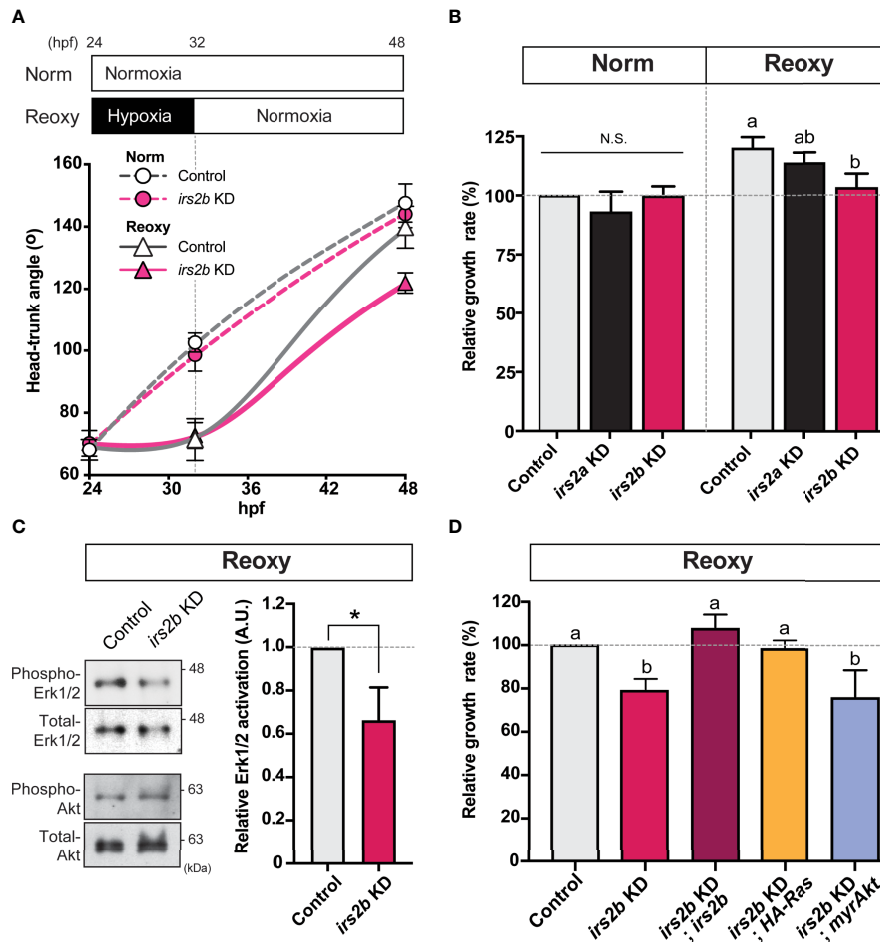 A
(hpf) 24 32 48
Norm Normoxia
Reoxy Hypoxia Normoxia
Norm
Control
irs2b KD
Reoxy
Control
irs2b KD
Head-trunk angle (º)
160
140
120
100
80
60
24 30 36 42 48
hpf
B
Norm Reoxy
N.S.
a ab b
Relative growth rate (%)
125
100
75
50
25
0
Control irs2a KD irs2b KD Control irs2a KD irs2b KD
C
Reoxy
Control irs2b KD
Phospho-
Erk1/2
48
Total-
Erk1/2
48
Phospho-
Akt
63
Total-
Akt
63
(kDa)
Relative Erk1/2 activation (A.U.)
1.2
1.0
0.8
0.6
0.4
0.2
0
*
Control irs2b KD
D
Reoxy
Relative growth rate (%)
120
100
80
60
40
20
0
a b a a b
Control
irs2b KD
irs2b KD
; irs2b
irs2b KD
; HA-Ras
irs2b KD
; myrAkt